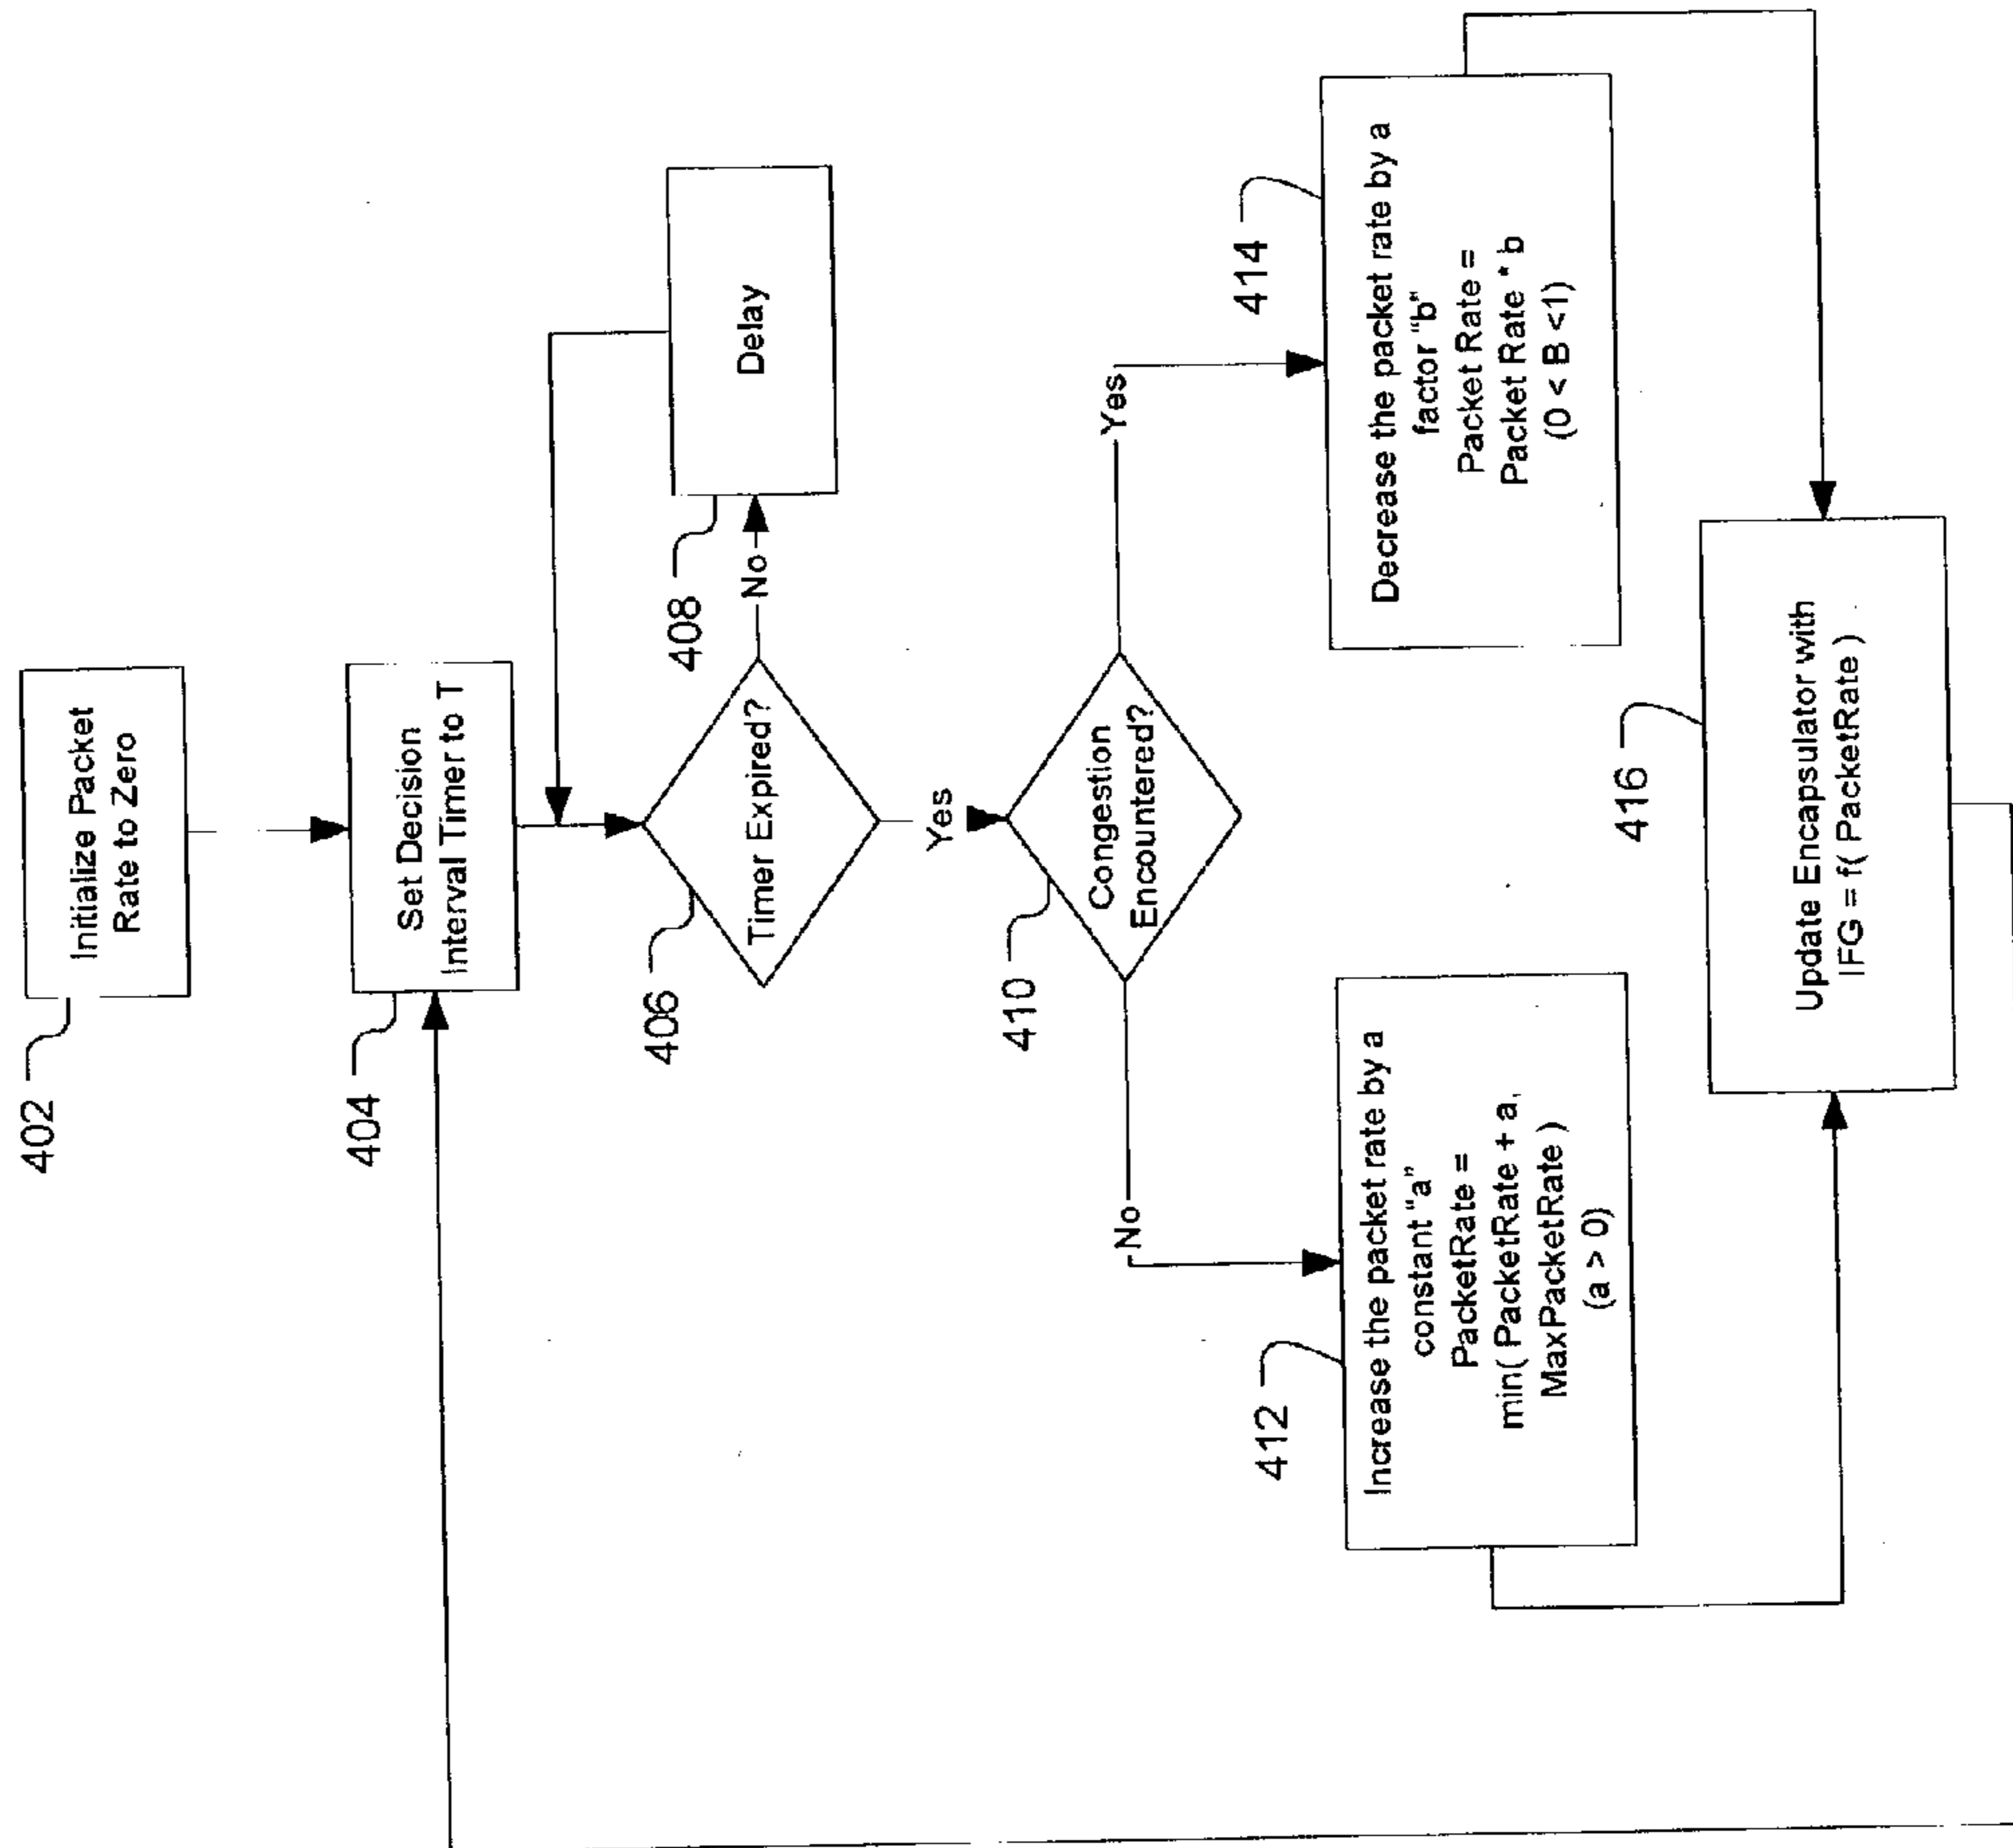 402
Initialize Packet
Rate to Zero
404
Set Decision
Interval Timer to T
406
Timer Expired?
No
408
Delay
Yes
410
Congestion
Encountered?
No
Yes
412
Increase the packet rate by a
constant "a"
PacketRate =
min( PacketRate + a,
MaxPacketRate )
(a > 0)
414
Decrease the packet rate by a
factor "b"
Packet Rate =
Packet Rate * b
(0 < B <1)
416
Update Encapsulator with
IFG = f( PacketRate )